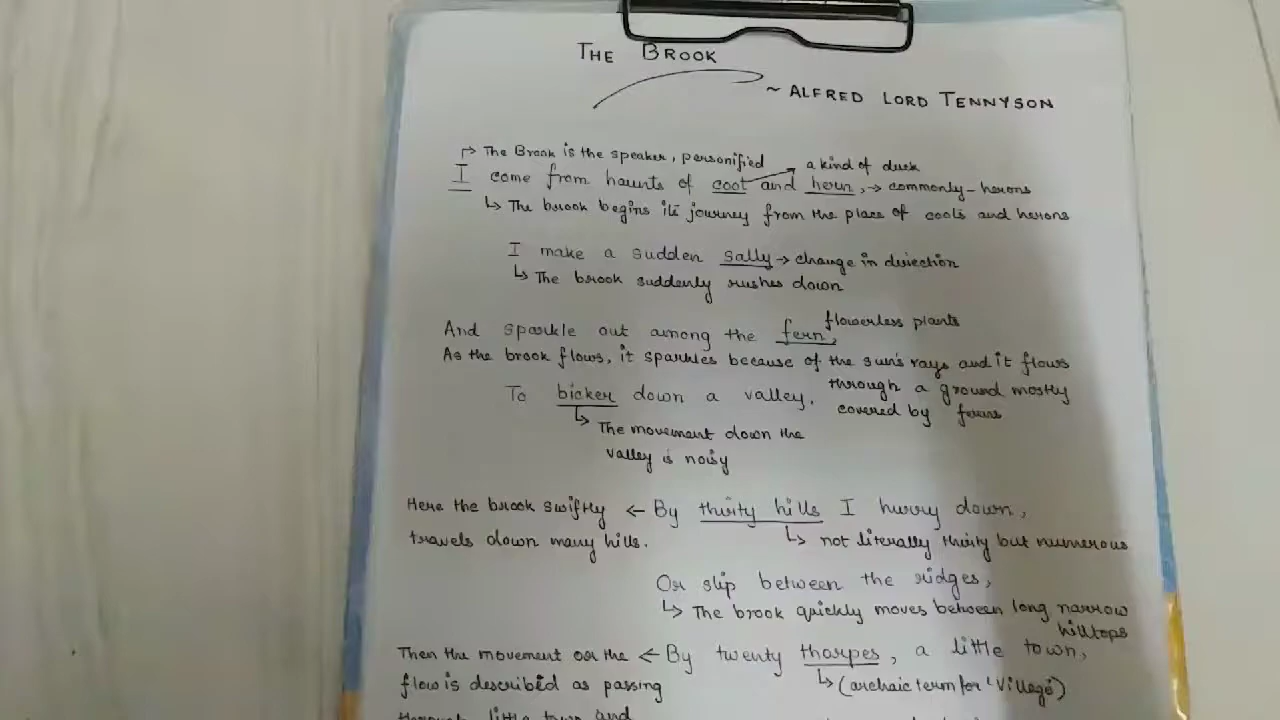 THE BROOK
~ ALFRED LORD TENNYSON
→ The Brook is the speaker, personified → a kind of duck
I come from haunts of coot and hern, → commonly - herons
↳ The brook begins its journey from the place of coots and herons
I make a sudden sally → change in direction
↳ The brook suddenly rushes down
flowerless plants
And sparkle out among the fern,
As the brook flows, it sparkles because of the sun's rays and it flows
through a ground mostly
To bicker down a valley. covered by ferns
↳ The movement down the
valley is noisy
Here the brook swiftly ← By thirty hills I hurry down,
travels down many hills. ↳ not literally thirty but numerous
Or slip between the ridges,
↳ The brook quickly moves between long narrow
hilltops
Then the movement or the ← By twenty thorpes, a little town,
flow is described as passing ↳ (archaic term for 'Village')
through little town and